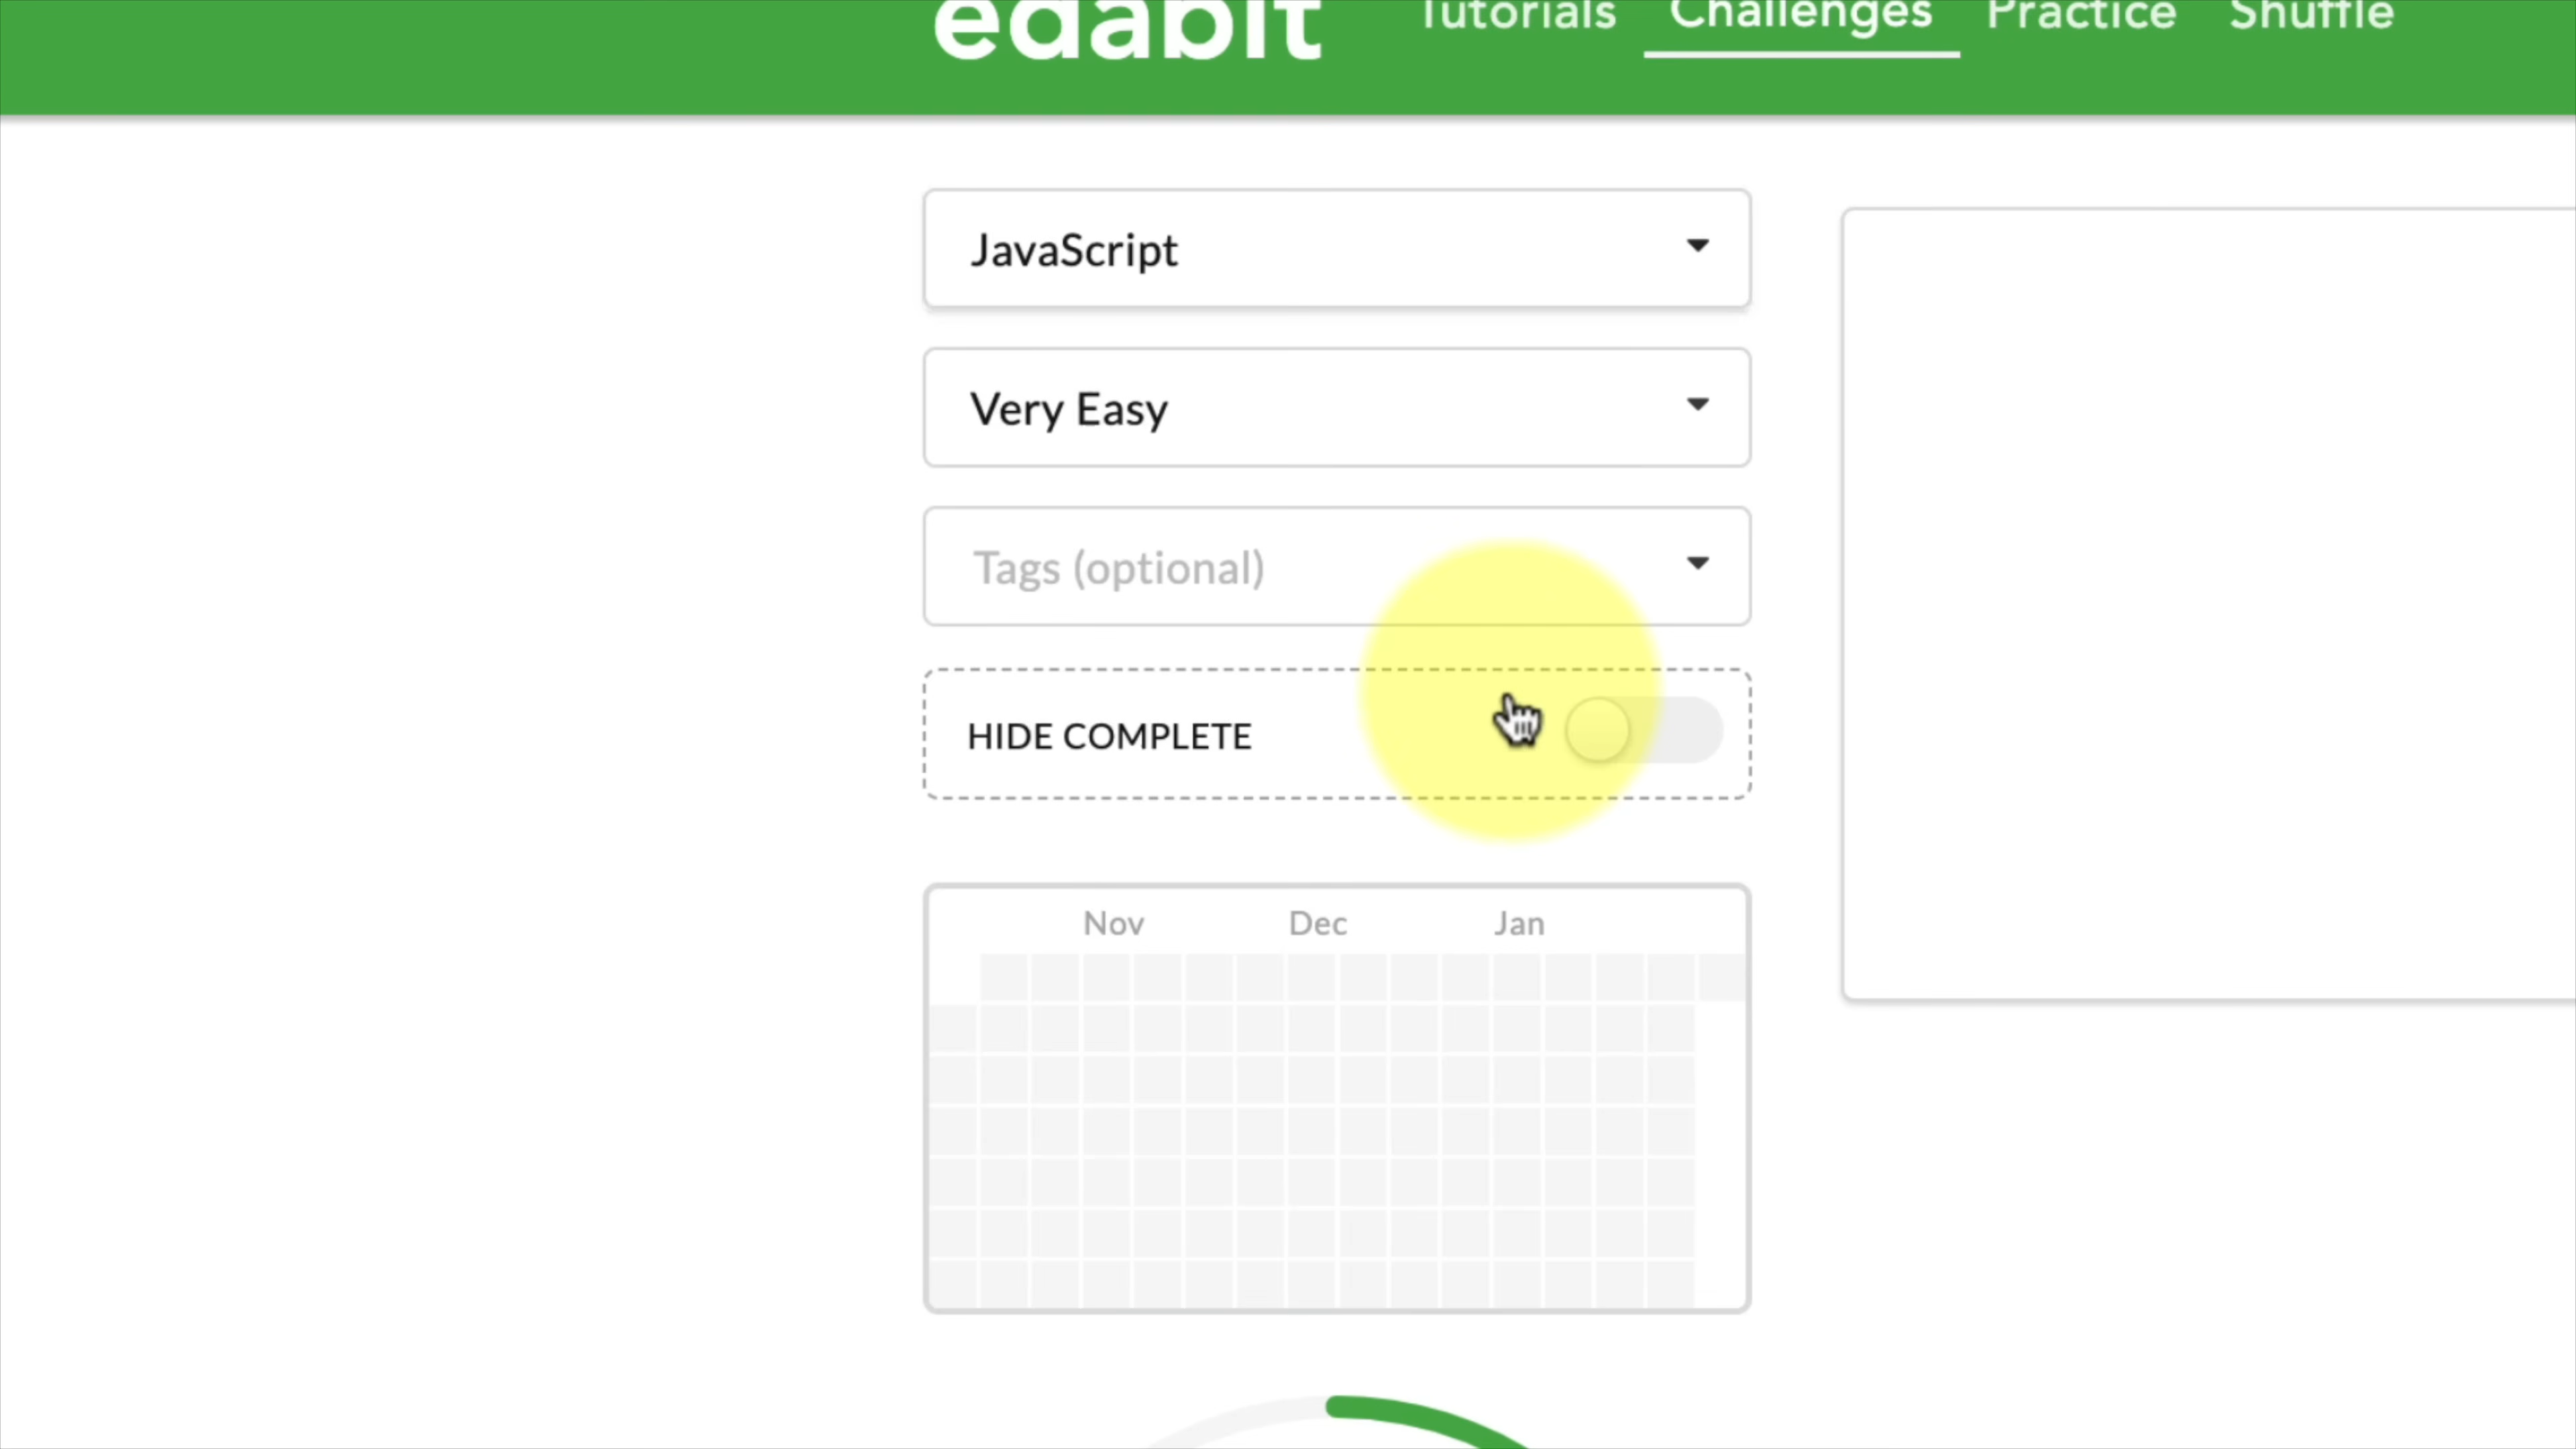 edabit Tutorials Challenges Practice Shuffle
JavaScript
Very Easy
Tags (optional)
HIDE COMPLETE
Nov Dec Jan